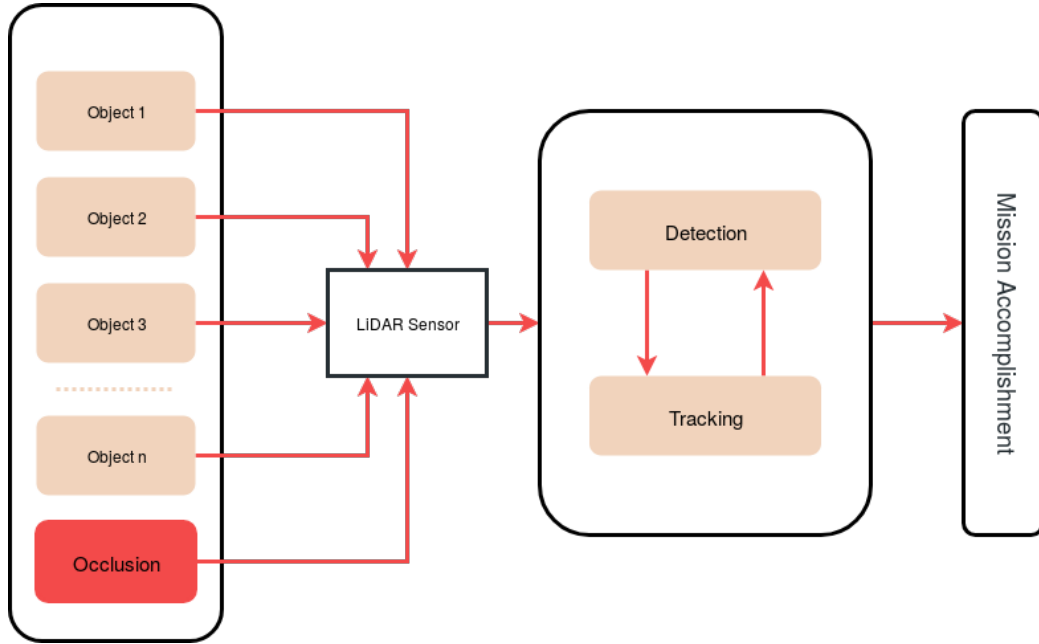 Object 1
Object 2
Object 3
Object n
Occlusion
LiDAR Sensor
Detection
Tracking
Mission Accomplishment